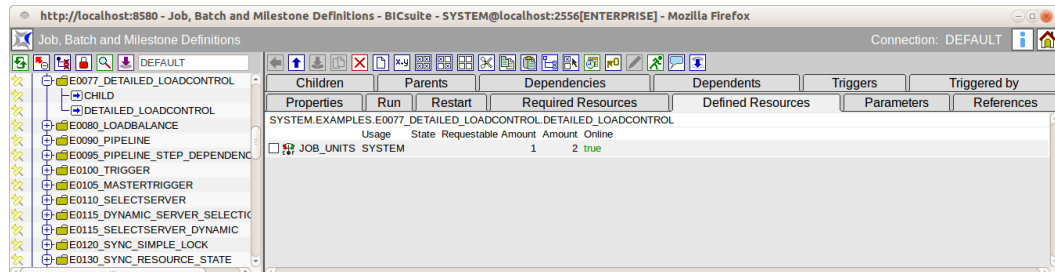 http://localhost:8580 - Job, Batch and Milestone Definitions - BICsuite - SYSTEM@localhost:2556[ENTERPRISE] - Mozilla Firefox
Job, Batch and Milestone Definitions
Connection: DEFAULT
DEFAULT
E0077_DETAILED_LOADCONTROL
CHILD
DETAILED_LOADCONTROL
E0080_LOADBALANCE
E0090_PIPELINE
E0095_PIPELINE_STEP_DEPENDENC
E0100_TRIGGER
E0105_MASTERTRIGGER
E0110_SELECTSERVER
E0115_DYNAMIC_SERVER_SELECTIO
E0115_SELECTSERVER_DYNAMIC
E0120_SYNC_SIMPLE_LOCK
E0130_SYNC_RESOURCE_STATE
Children Parents Dependencies Dependents Triggers Triggered by
Properties Run Restart Required Resources Defined Resources Parameters References
SYSTEM.EXAMPLES.E0077_DETAILED_LOADCONTROL.DETAILED_LOADCONTROL
Usage State Requestable Amount Amount Online
JOB_UNITS SYSTEM 1 2 true